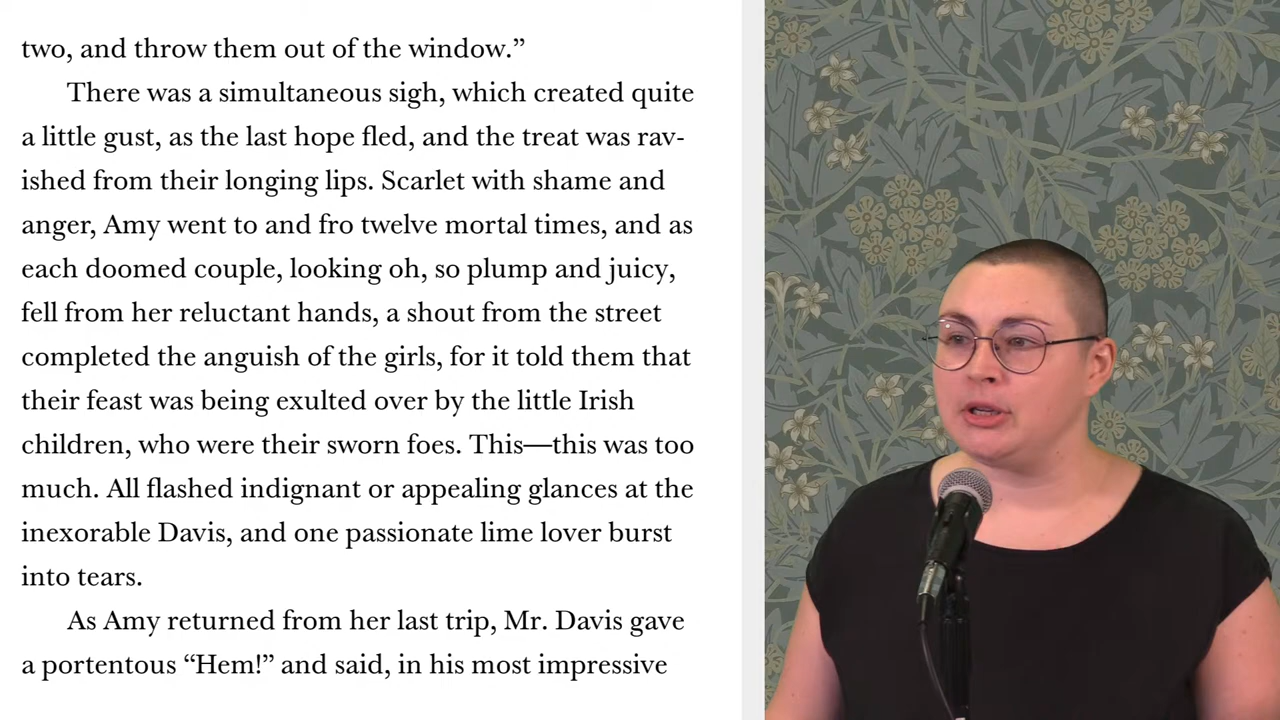 two, and throw them out of the window.”
There was a simultaneous sigh, which created quite
a little gust, as the last hope fled, and the treat was rav-
ished from their longing lips. Scarlet with shame and
anger, Amy went to and fro twelve mortal times, and as
each doomed couple, looking oh, so plump and juicy,
fell from her reluctant hands, a shout from the street
completed the anguish of the girls, for it told them that
their feast was being exulted over by the little Irish
children, who were their sworn foes. This—this was too
much. All flashed indignant or appealing glances at the
inexorable Davis, and one passionate lime lover burst
into tears.
As Amy returned from her last trip, Mr. Davis gave
a portentous “Hem!” and said, in his most impressive